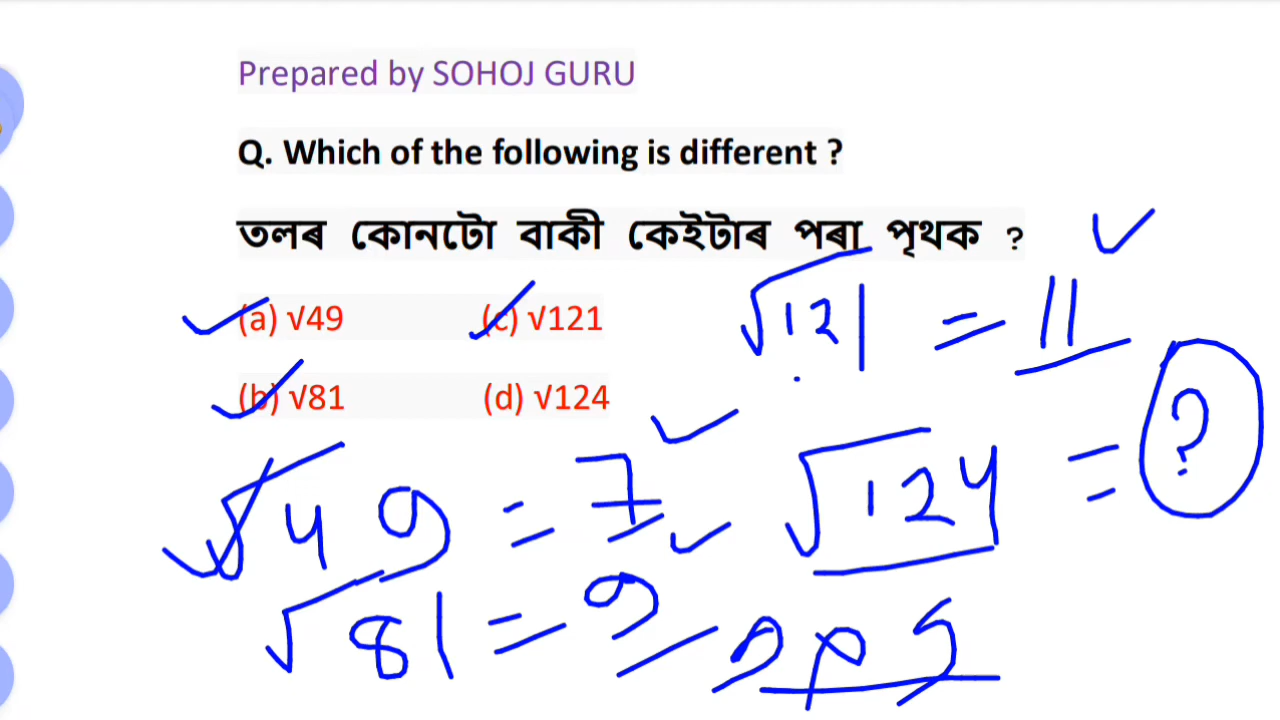 Prepared by SOHOJ GURU
Q. Which of the following is different ?
তলৰ কোনটো বাকী কেইটাৰ পৰা পৃথক ?
(a) √49 (c) √121
(b) √81 (d) √124
√121 = 11
√124 = ?
√49 = 7
√81 = 9